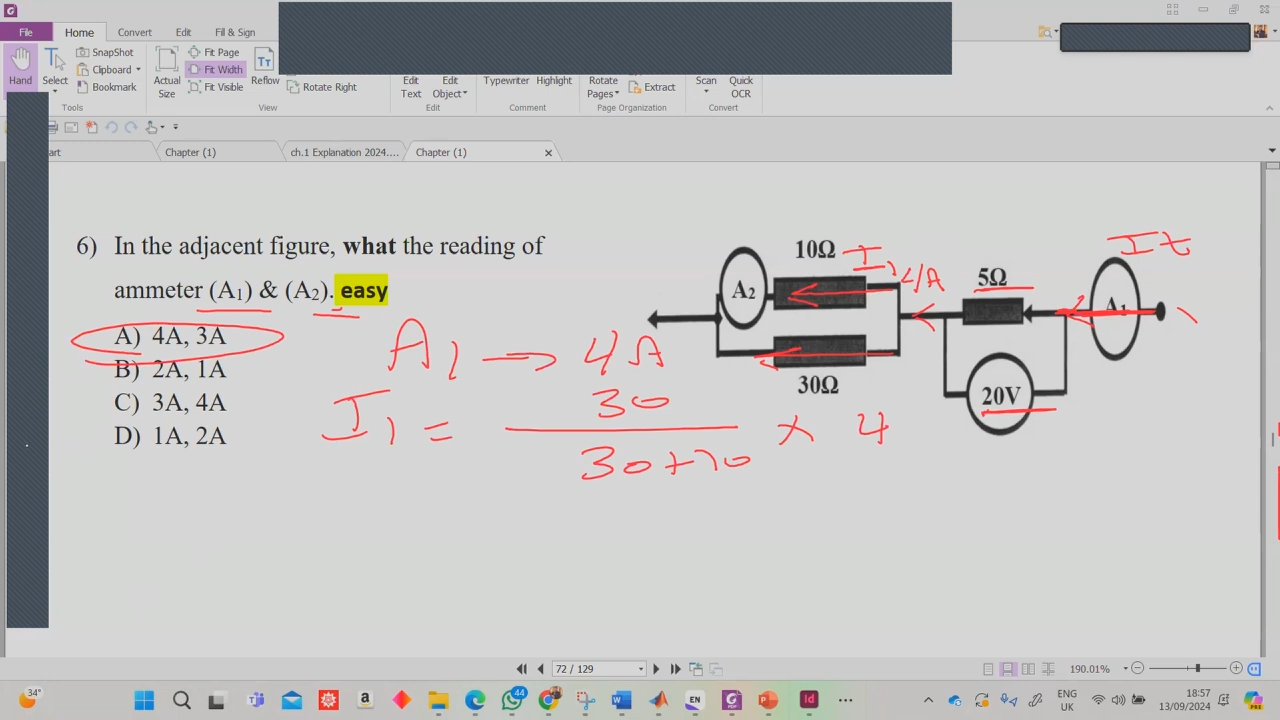 File
Home
Convert
Edit
Fill & Sign
Hand
Select
SnapShot
Clipboard
Bookmark
Tools
Actual
Size
Fit Page
Fit Width
Fit Visible
Reflow
Rotate Right
View
Edit
Text
Edit
Object
Edit
Typewriter
Highlight
Comment
Rotate
Pages
Extract
Page Organization
Scan
Quick
OCR
Convert
art
Chapter (1)
ch.1 Explanation 2024....
Chapter (1)
6) In the adjacent figure, what the reading of
ammeter (A1) & (A2). easy
A) 4A, 3A
B) 2A, 1A
C) 3A, 4A
D) 1A, 2A
A2
10Ω
30Ω
5Ω
20V
A1
I1
4A
It
A1 → 4A
I1 = 30 / 30+10 × 4
72 / 129
190.01%
34°
44
EN
ENG
UK
18:57
13/09/2024
PRE